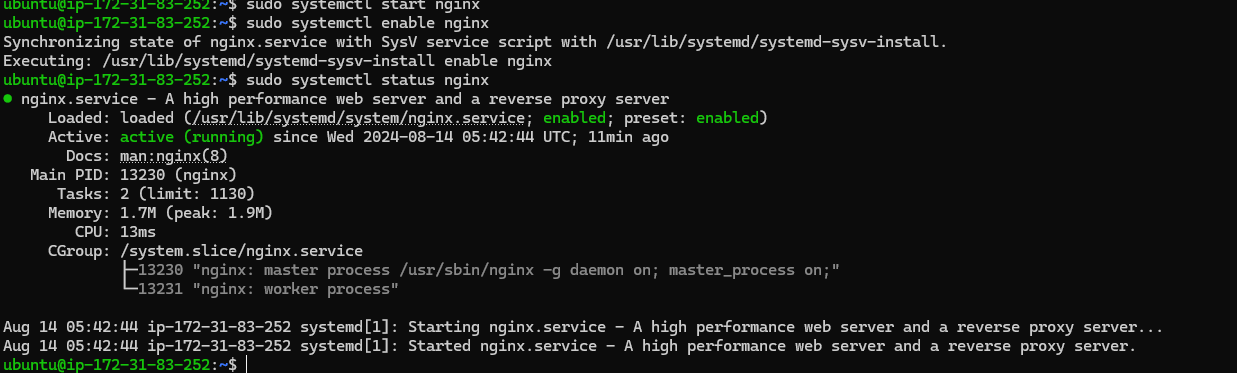 ubuntu@ip-172-31-83-252:~$ sudo systemctl start nginx
ubuntu@ip-172-31-83-252:~$ sudo systemctl enable nginx
Synchronizing state of nginx.service with SysV service script with /usr/lib/systemd/systemd-sysv-install.
Executing: /usr/lib/systemd/systemd-sysv-install enable nginx
ubuntu@ip-172-31-83-252:~$ sudo systemctl status nginx
● nginx.service - A high performance web server and a reverse proxy server
     Loaded: loaded (/usr/lib/systemd/system/nginx.service; enabled; preset: enabled)
     Active: active (running) since Wed 2024-08-14 05:42:44 UTC; 11min ago
       Docs: man:nginx(8)
   Main PID: 13230 (nginx)
      Tasks: 2 (limit: 1130)
     Memory: 1.7M (peak: 1.9M)
        CPU: 13ms
     CGroup: /system.slice/nginx.service
             ├─13230 "nginx: master process /usr/sbin/nginx -g daemon on; master_process on;"
             └─13231 "nginx: worker process"
Aug 14 05:42:44 ip-172-31-83-252 systemd[1]: Starting nginx.service - A high performance web server and a reverse proxy server...
Aug 14 05:42:44 ip-172-31-83-252 systemd[1]: Started nginx.service - A high performance web server and a reverse proxy server.
ubuntu@ip-172-31-83-252:~$